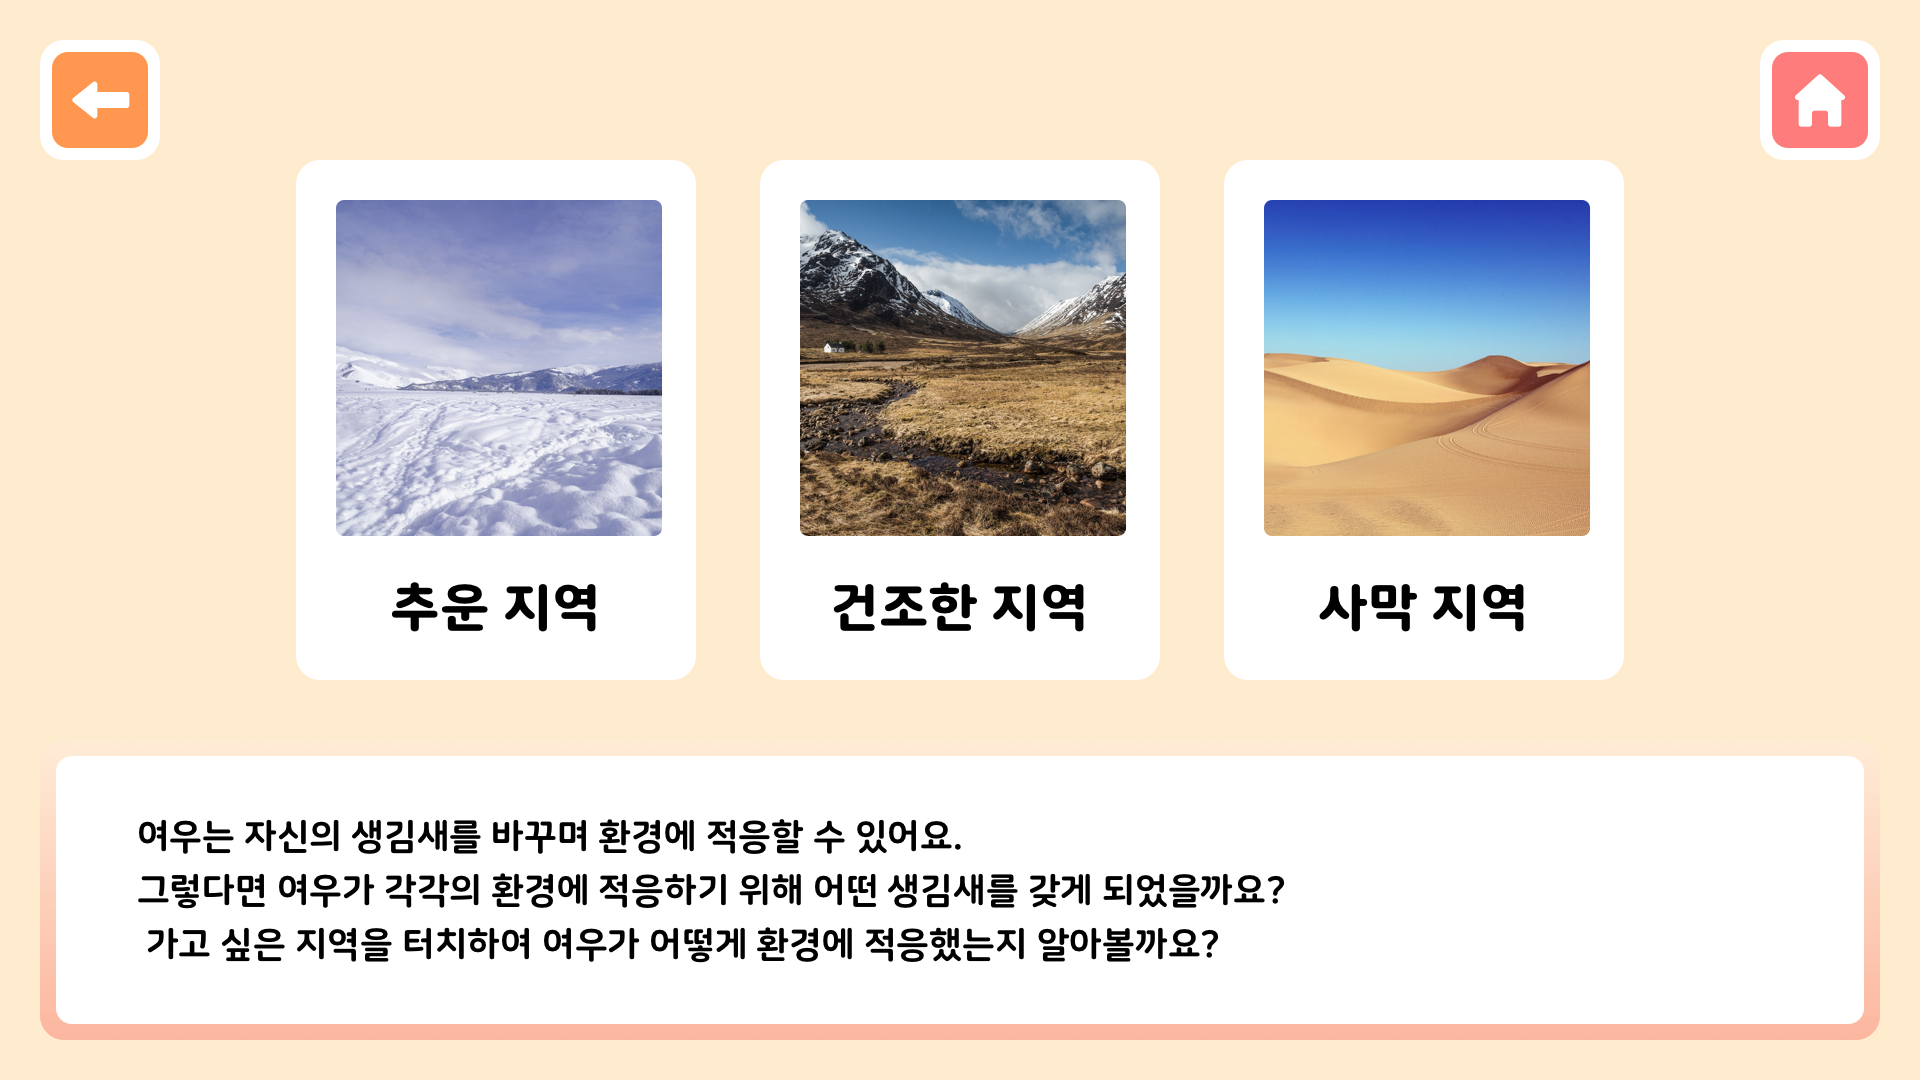 추운 지역
건조한 지역
사막 지역
여우는 자신의 생김새를 바꾸며 환경에 적응할 수 있어요.
그렇다면 여우가 각각의 환경에 적응하기 위해 어떤 생김새를 갖게 되었을까요?
가고 싶은 지역을 터치하여 여우가 어떻게 환경에 적응했는지 알아볼까요?